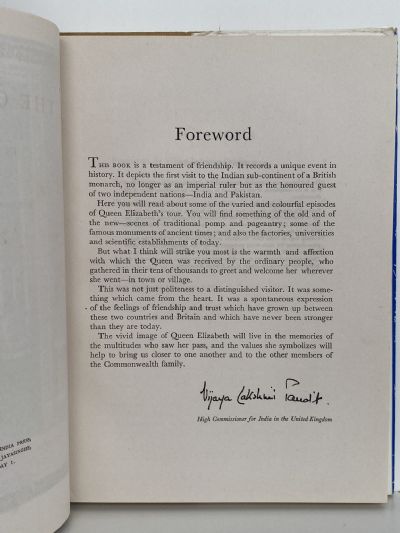 Foreword
THIS BOOK is a testament of friendship. It records a unique event in
history. It depicts the first visit to the Indian sub-continent of a British
monarch, no longer as an imperial ruler but as the honoured guest
of two independent nations—India and Pakistan.
Here you will read about some of the varied and colourful episodes
of Queen Elizabeth's tour. You will find something of the old and of
the new—scenes of traditional pomp and pageantry; some of the
famous monuments of ancient times; and also the factories, universities
and scientific establishments of today.
But what I think will strike you most is the warmth and affection
with which the Queen was received by the ordinary people, who
gathered in their tens of thousands to greet and welcome her wherever
she went—in town or village.
This was not just politeness to a distinguished visitor. It was some-
thing which came from the heart. It was a spontaneous expression
of the feelings of friendship and trust which have grown up between
these two countries and Britain and which have never been stronger
than they are today.
The vivid image of Queen Elizabeth will live in the memories of
the multitudes who saw her pass, and the values she symbolizes will
help to bring us closer to one another and to the other members of
the Commonwealth family.
Vijaya Lakshmi Pandit
High Commissioner for India in the United Kingdom
INDIA PRESS,
AY 1.